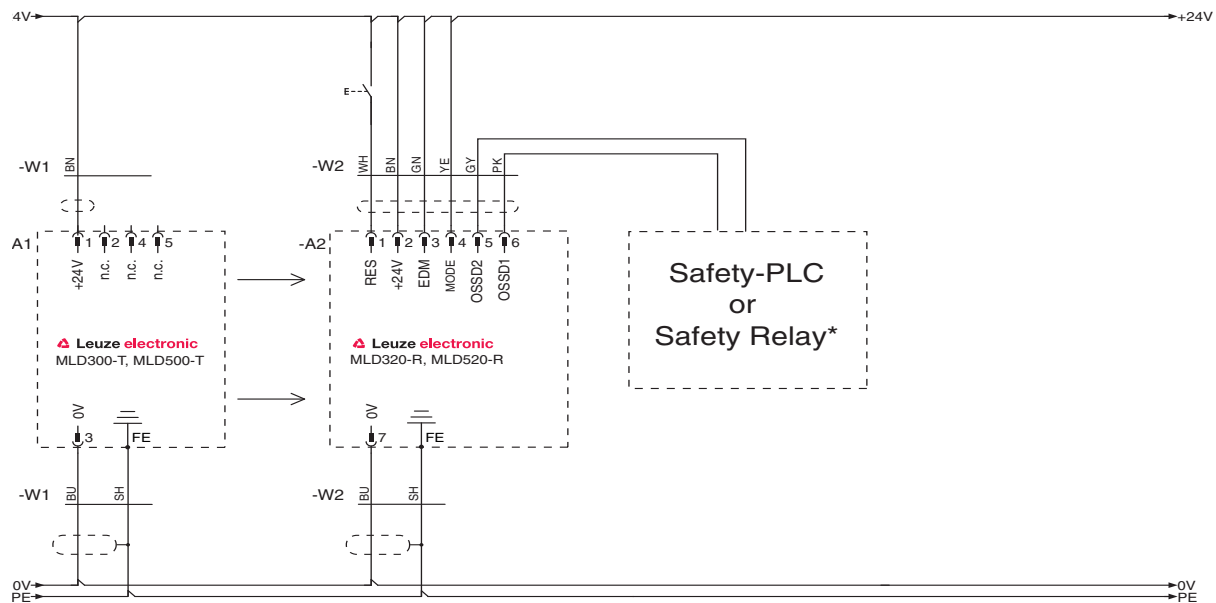 4V
+24V
E
-W1
BN
-W2
WH
BN
GN
YE
GY
PK
A1
1
2
4
5
+24V
n.c.
n.c.
n.c.
-A2
1
2
3
4
5
6
RES
+24V
EDM
MODE
OSSD2
OSSD1
Safety-PLC
or
Safety Relay*
Leuze electronic
MLD300-T, MLD500-T
Leuze electronic
MLD320-R, MLD520-R
0V
3
FE
0V
7
FE
-W1
BU
SH
-W2
BU
SH
0V
0V
PE
PE